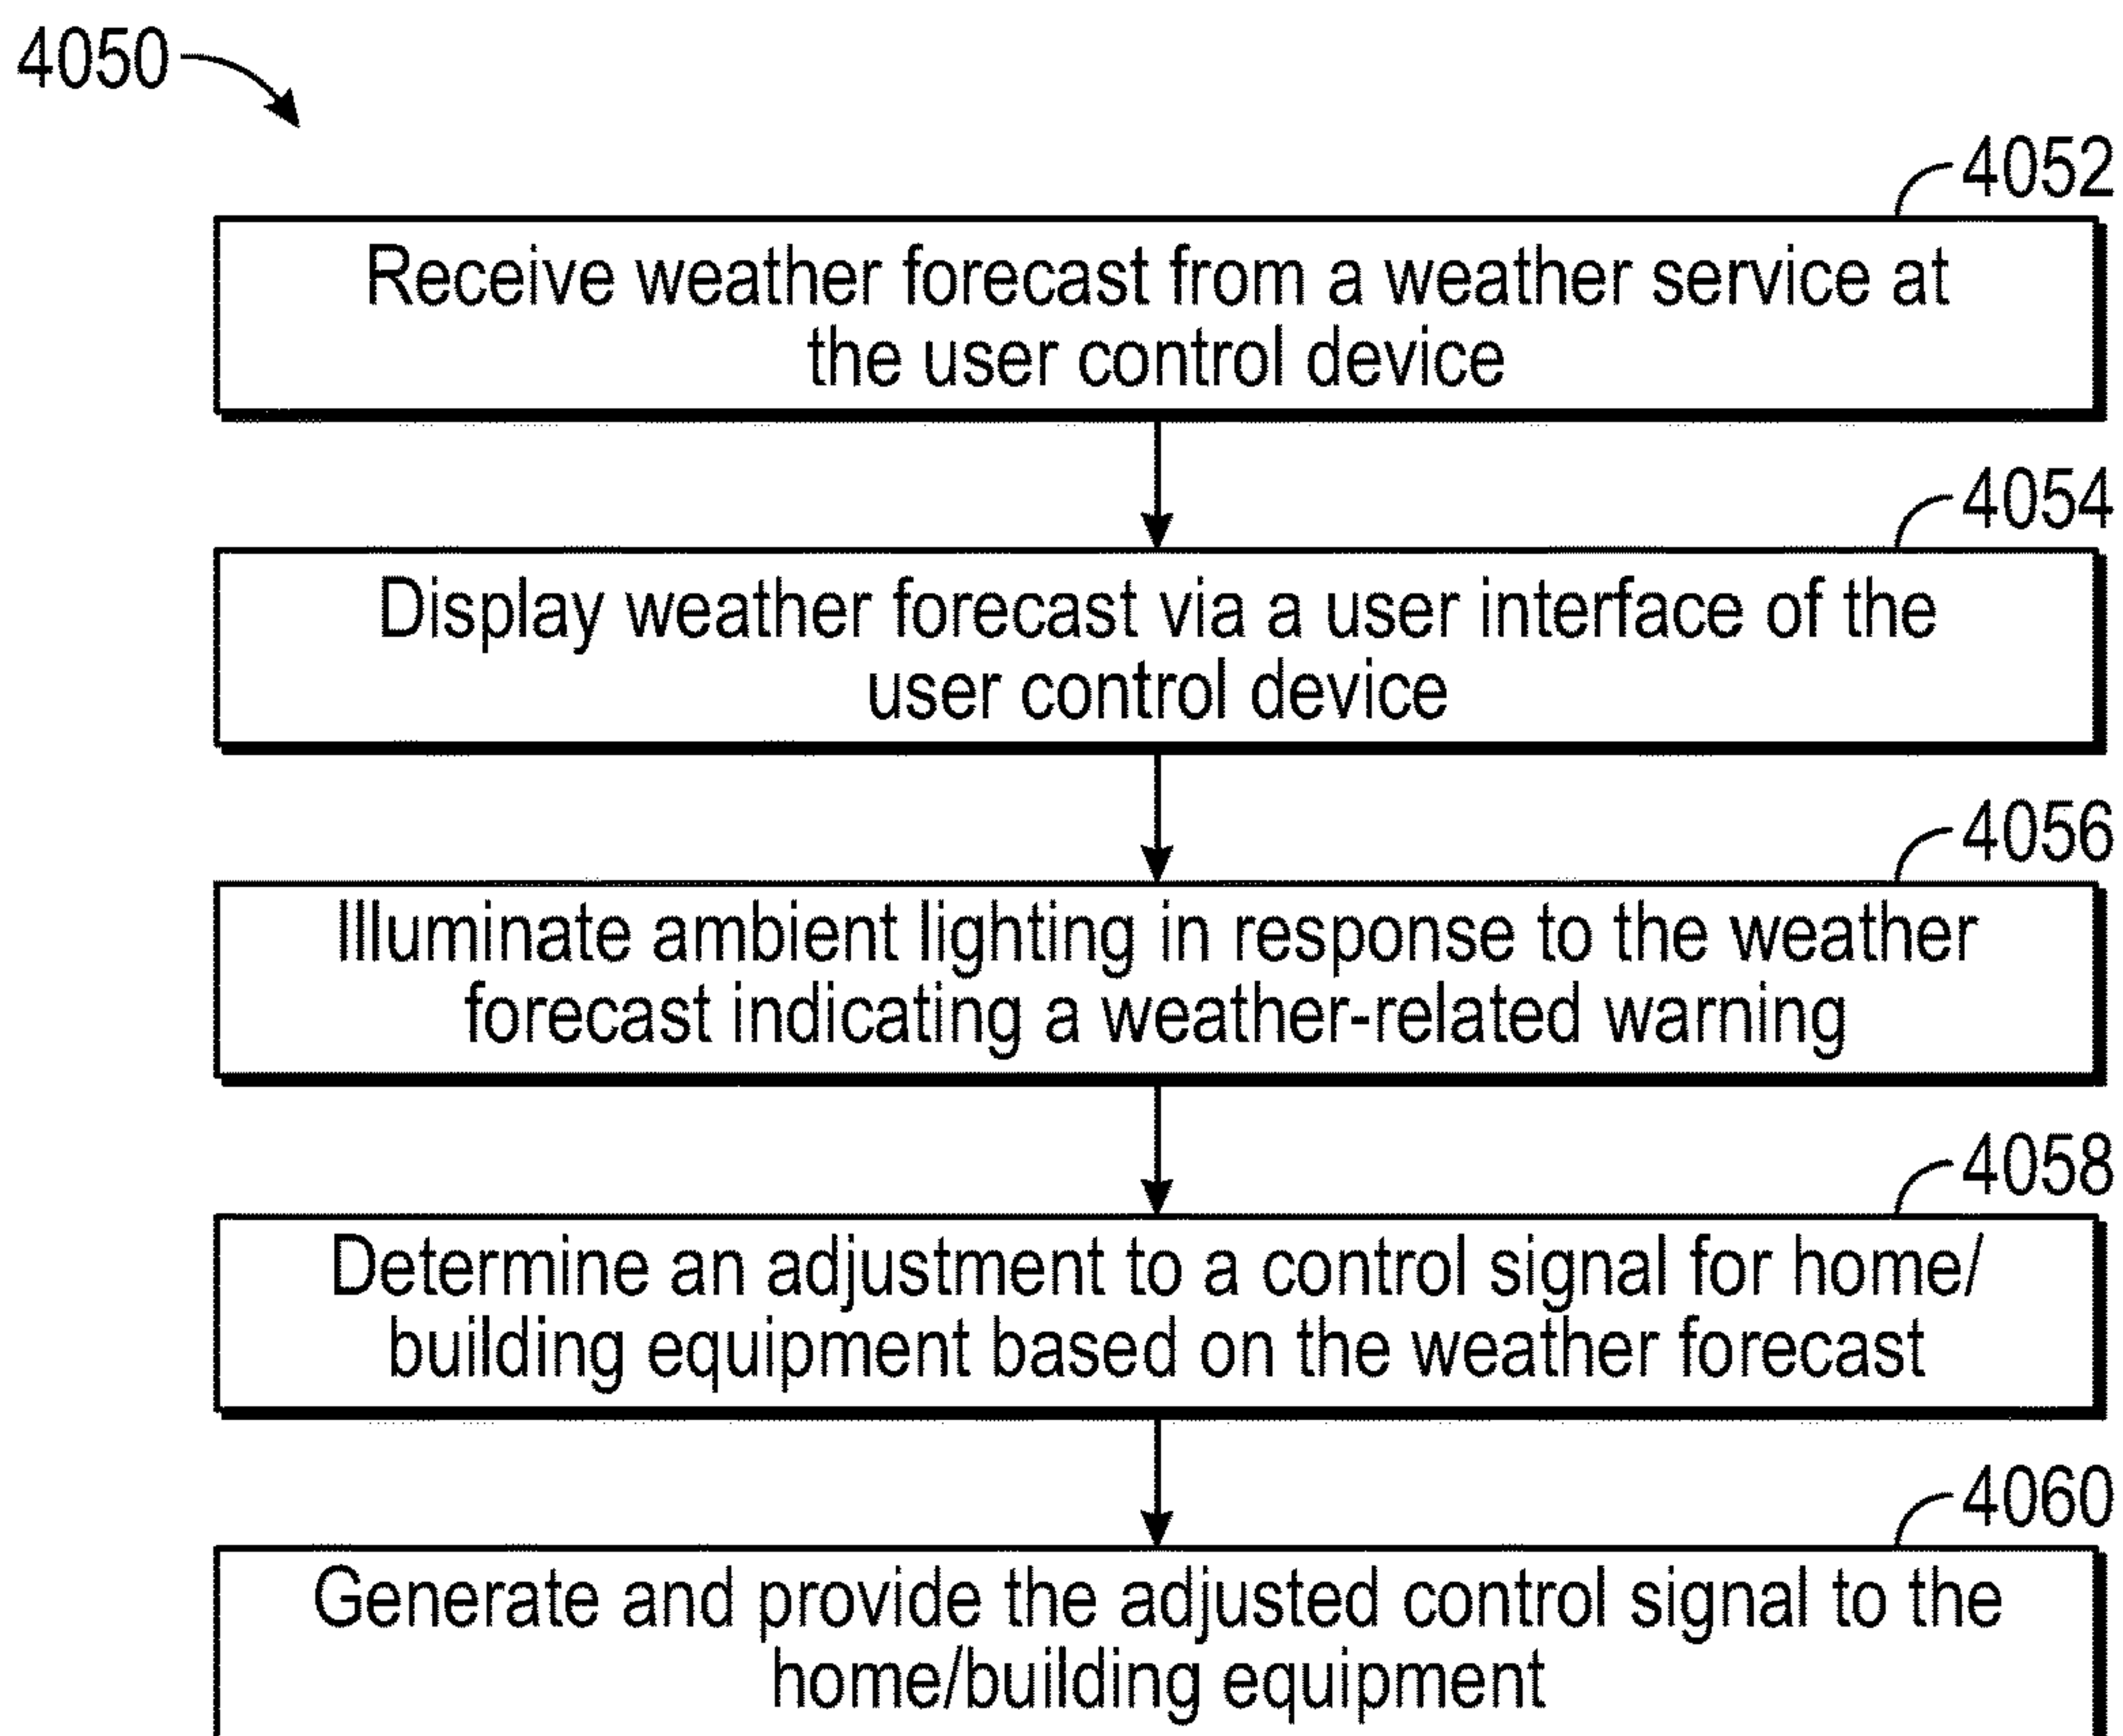 4050
4052
Receive weather forecast from a weather service at
the user control device
4054
Display weather forecast via a user interface of the
user control device
4056
Illuminate ambient lighting in response to the weather
forecast indicating a weather-related warning
4058
Determine an adjustment to a control signal for home/
building equipment based on the weather forecast
4060
Generate and provide the adjusted control signal to the
home/building equipment